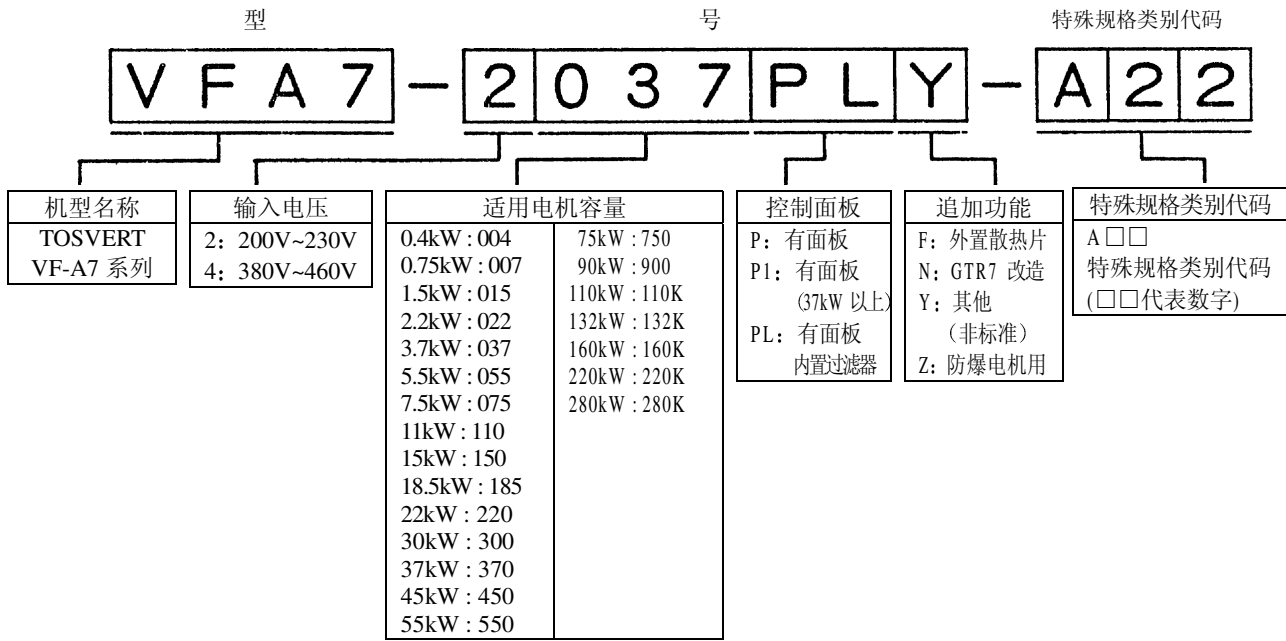 型 号 特殊规格类别代码
VFA7-2037PLY-A22
机型名称
TOSVERT
VF-A7 系列
输入电压
2: 200V~230V
4: 380V~460V
适用电机容量
0.4kW : 004
0.75kW : 007
1.5kW : 015
2.2kW : 022
3.7kW : 037
5.5kW : 055
7.5kW : 075
11kW : 110
15kW : 150
18.5kW : 185
22kW : 220
30kW : 300
37kW : 370
45kW : 450
55kW : 550
75kW : 750
90kW : 900
110kW : 110K
132kW : 132K
160kW : 160K
220kW : 220K
280kW : 280K
控制面板
P: 有面板
P1: 有面板
(37kW 以上)
PL: 有面板
内置过滤器
追加功能
F: 外置散热片
N: GTR7 改造
Y: 其他
（非标准）
Z: 防爆电机用
特殊规格类别代码
A□□
特殊规格类别代码
(□□代表数字)